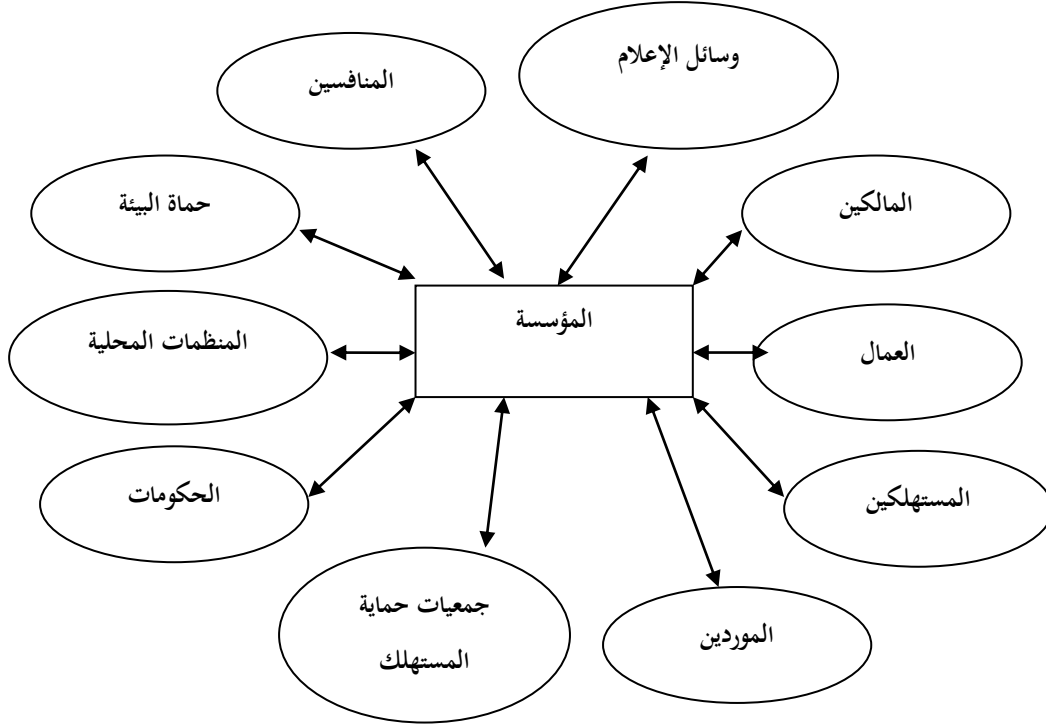 وسائل الإعلام
المنافسين
المالكين
حماة البيئة
المؤسسة
العمال
المنظمات المحلية
المستهلكين
الحكومات
جمعيات حماية
المستهلك
الموردين